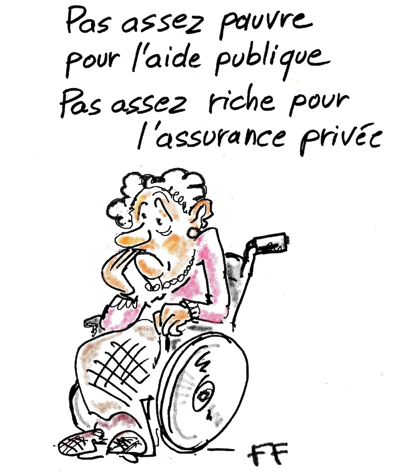 Pas assez pauvre
pour l'aide publique
Pas assez riche pour
l'assurance privée
FF